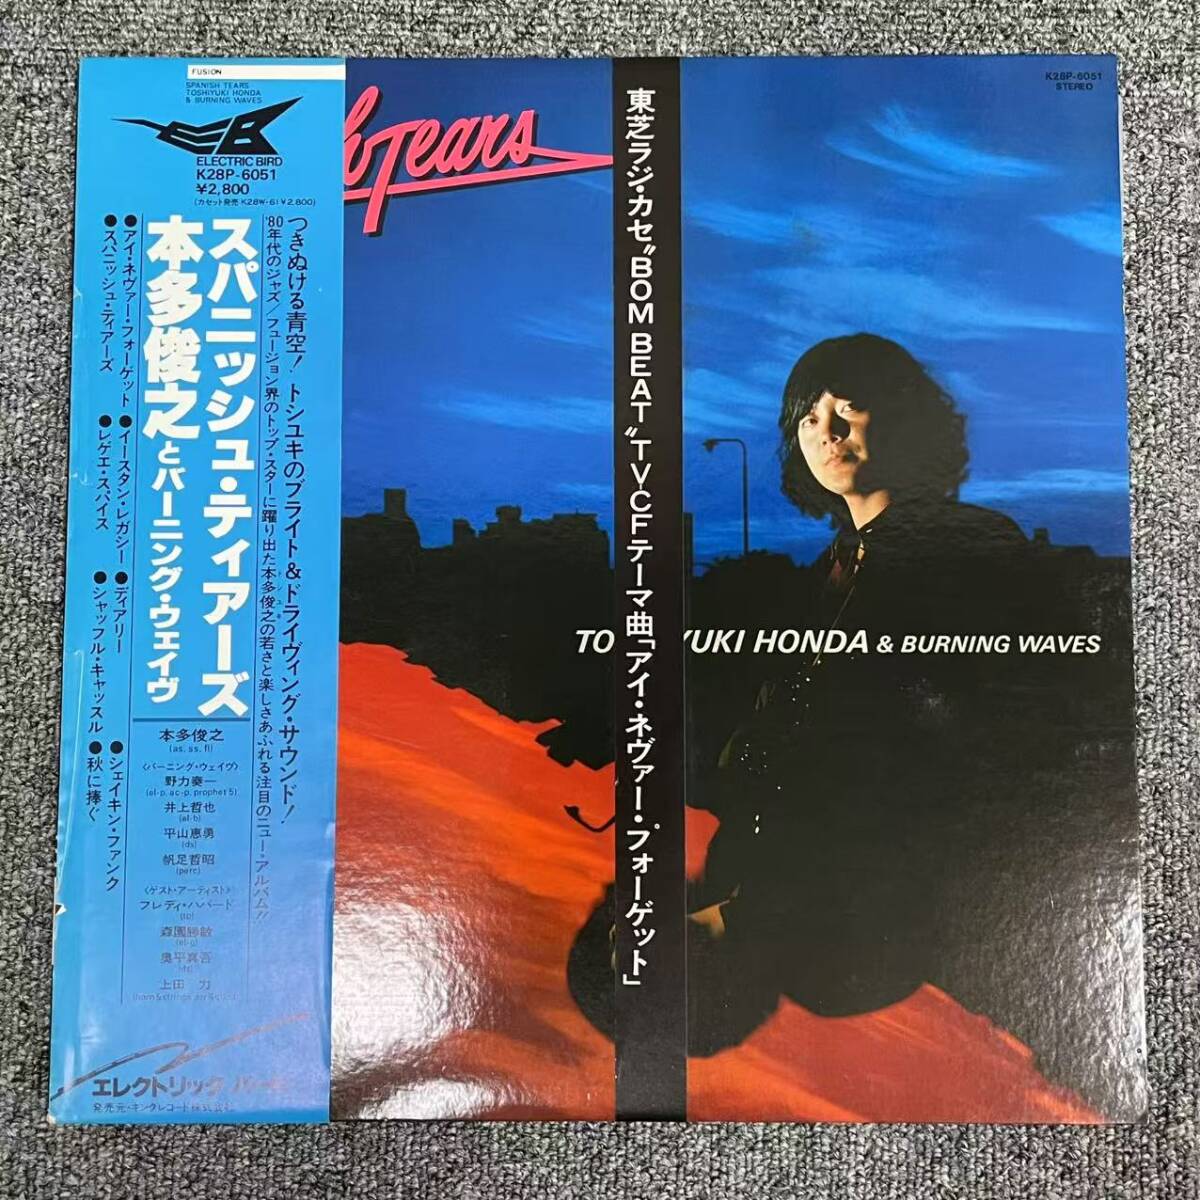 FUSION
SPANISH TEARS
TOSHIYUKI HONDA
& BURNING WAVES
EB
ELECTRIC BIRD
K28P-6051
¥2,800
(カセット発売 K28W-61 ¥2,800)
つきぬける青空! トシユキのブライト&ドライヴィング・サウンド!
'80年代のジャズ/フュージョン界のトップ・スターに躍り出た本多俊之の若さと楽しさあふれる注目のニュー・アルバム!!
スパニッシュ・ティアーズ
本多俊之とバーニング・ウェイヴ
●アイ・ネヴァー・フォーゲット
●スパニッシュ・ティアーズ
●イースタン・レガシー
●レゲエ・スパイス
●ディアリー
●シャッフル・キャッスル
●シェイキン・ファンク
●秋に捧ぐ
本多俊之
(as, ss, fl)
〈バーニング・ウェイヴ〉
野力奏一
(el-p, ac-p, prophet 5)
井上哲也
(el-b)
平山恵勇
(ds)
帆足哲昭
(perc)
〈ゲスト・アーティスト〉
フレディ・ハバード
(tp)
森園勝敏
(el-g)
奥平真吾
(ds)
上田 力
エレクトリック バード
発売元・キングレコード株式会社
h Tears
東芝ラジ・カセ"BOM BEAT"TV-CFテーマ曲「アイ・ネヴァー・フォーゲット」
K28P-6051
STEREO
TO YUKI HONDA & BURNING WAVES